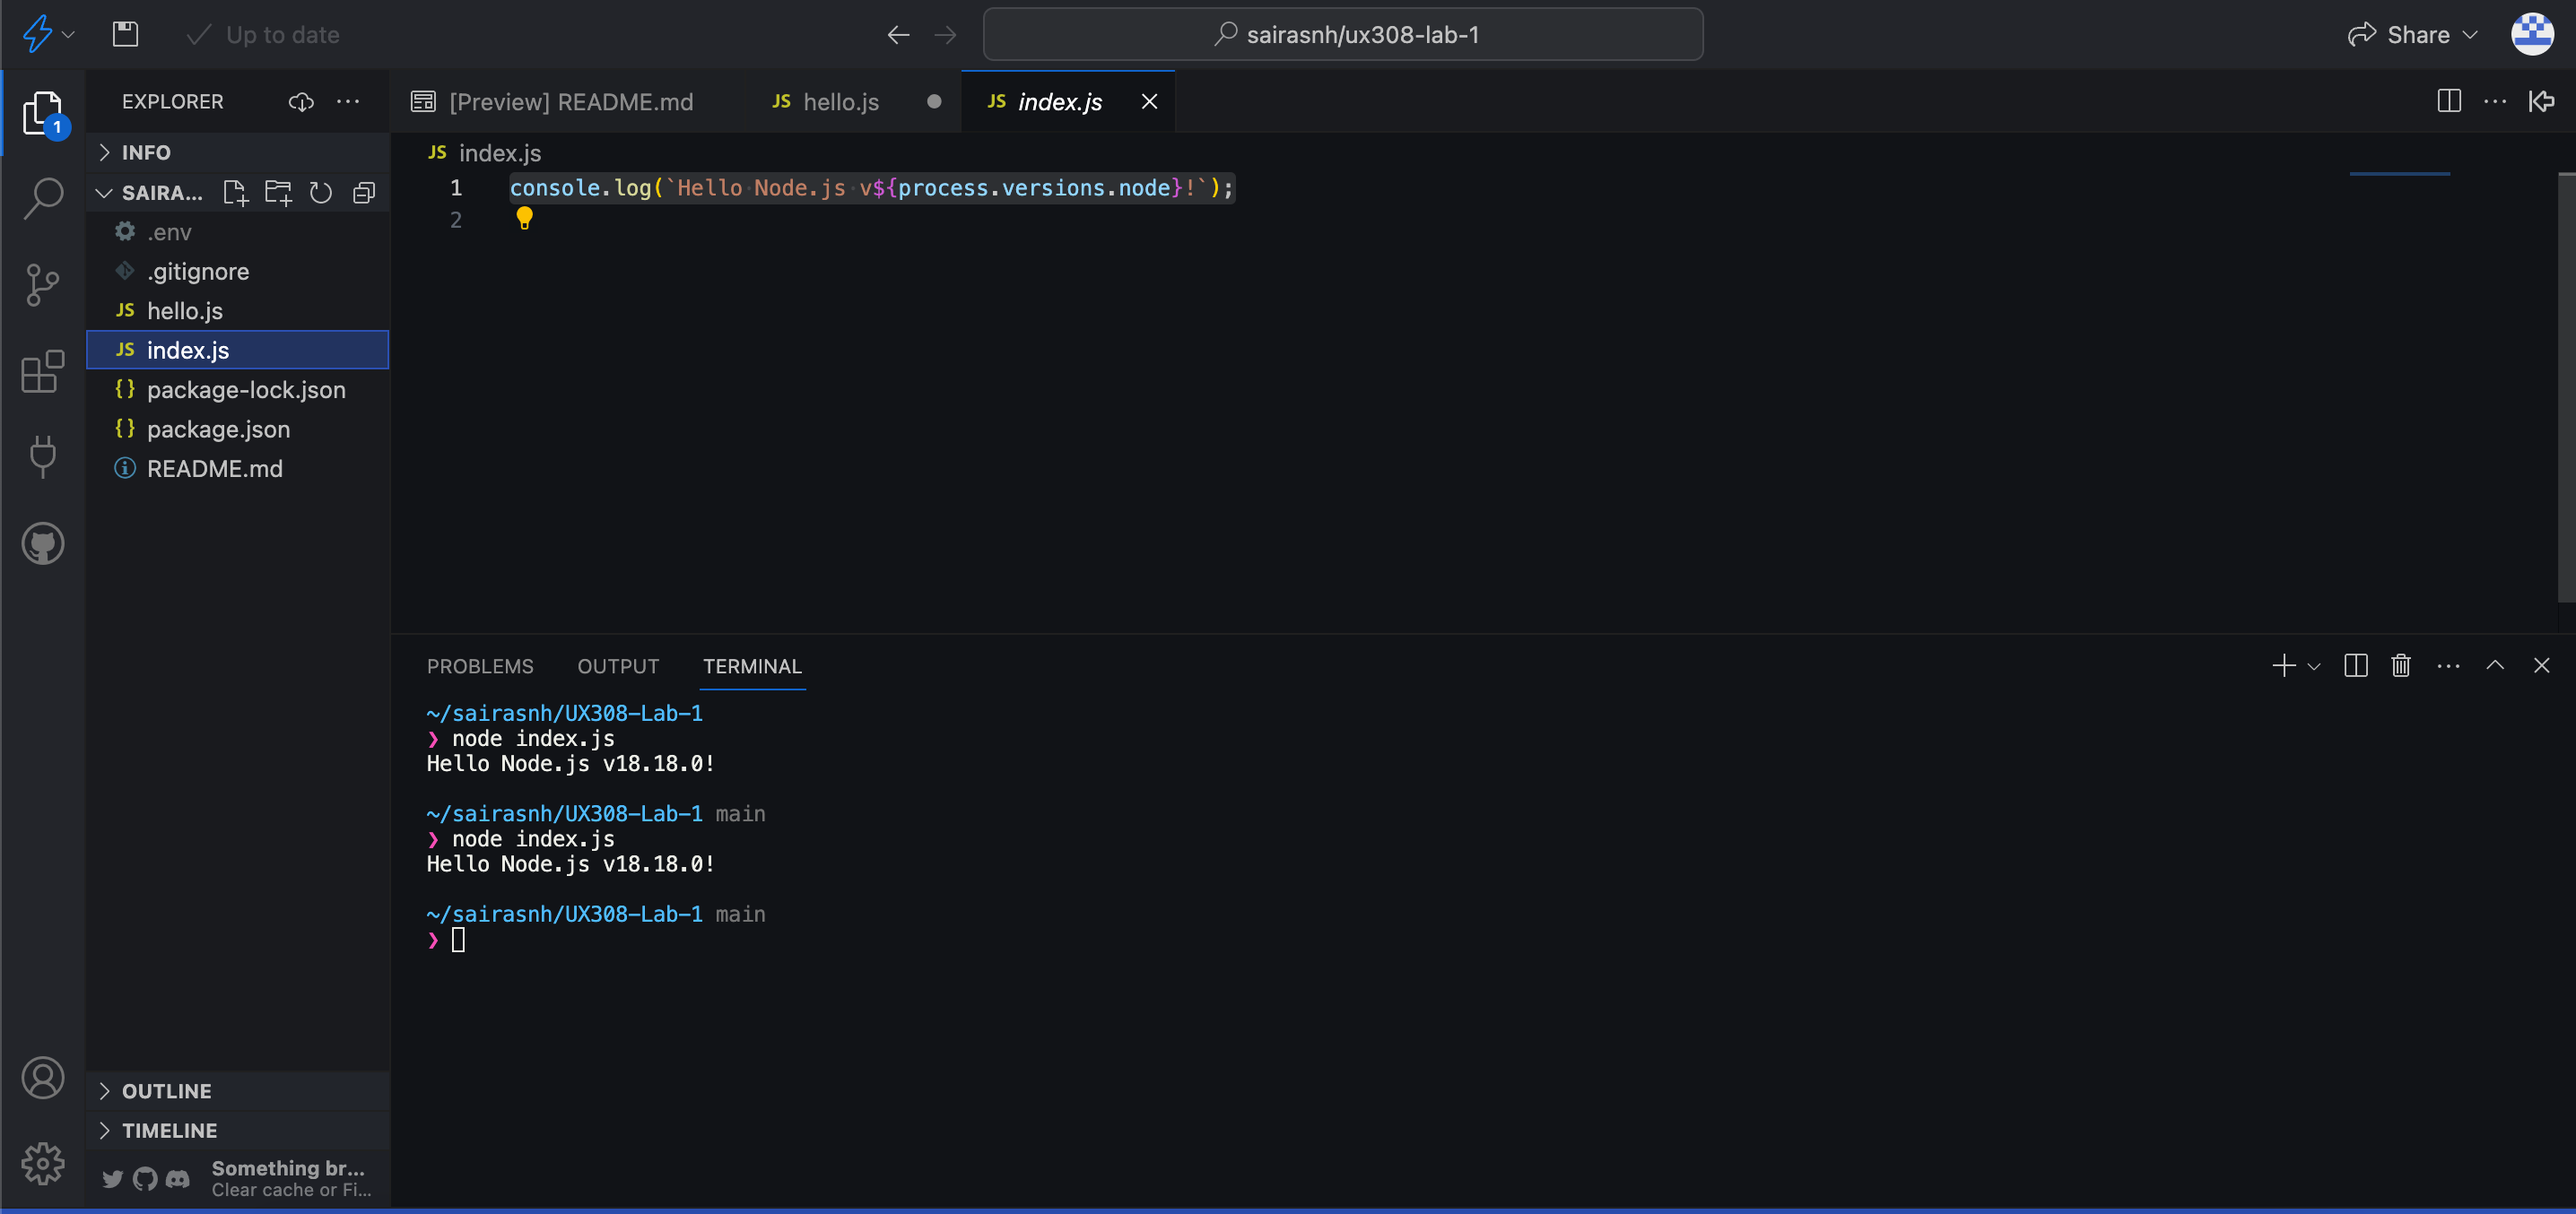 Up to date
sairasnh/ux308-lab-1
Share
1
EXPLORER
INFO
SAIRA...
.env
.gitignore
JS hello.js
JS index.js
{} package-lock.json
{} package.json
README.md
OUTLINE
TIMELINE
Something br...
Clear cache or Fi...
[Preview] README.md
JS hello.js
JS index.js
JS index.js
1 console.log(`Hello Node.js v${process.versions.node}!`);
2
PROBLEMS OUTPUT TERMINAL
~/sairasnh/UX308-Lab-1
❯ node index.js
Hello Node.js v18.18.0!
~/sairasnh/UX308-Lab-1 main
❯ node index.js
Hello Node.js v18.18.0!
~/sairasnh/UX308-Lab-1 main
❯